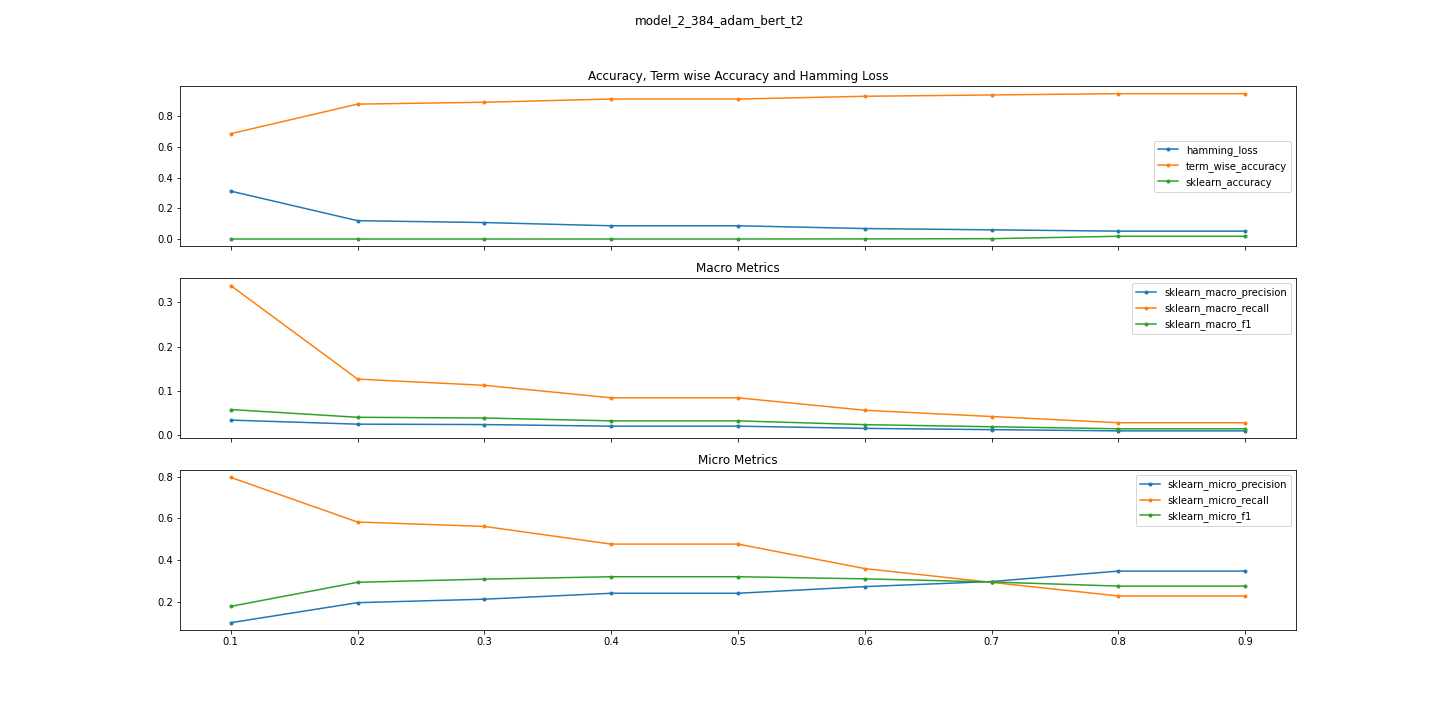 model_2_384_adam_bert_t2
Accuracy, Term wise Accuracy and Hamming Loss
0.8
0.6
0.4
0.2
0.0
hamming_loss
term_wise_accuracy
sklearn_accuracy
Macro Metrics
0.3
0.2
0.1
0.0
sklearn_macro_precision
sklearn_macro_recall
sklearn_macro_f1
Micro Metrics
0.8
0.6
0.4
0.2
sklearn_micro_precision
sklearn_micro_recall
sklearn_micro_f1
0.1 0.2 0.3 0.4 0.5 0.6 0.7 0.8 0.9